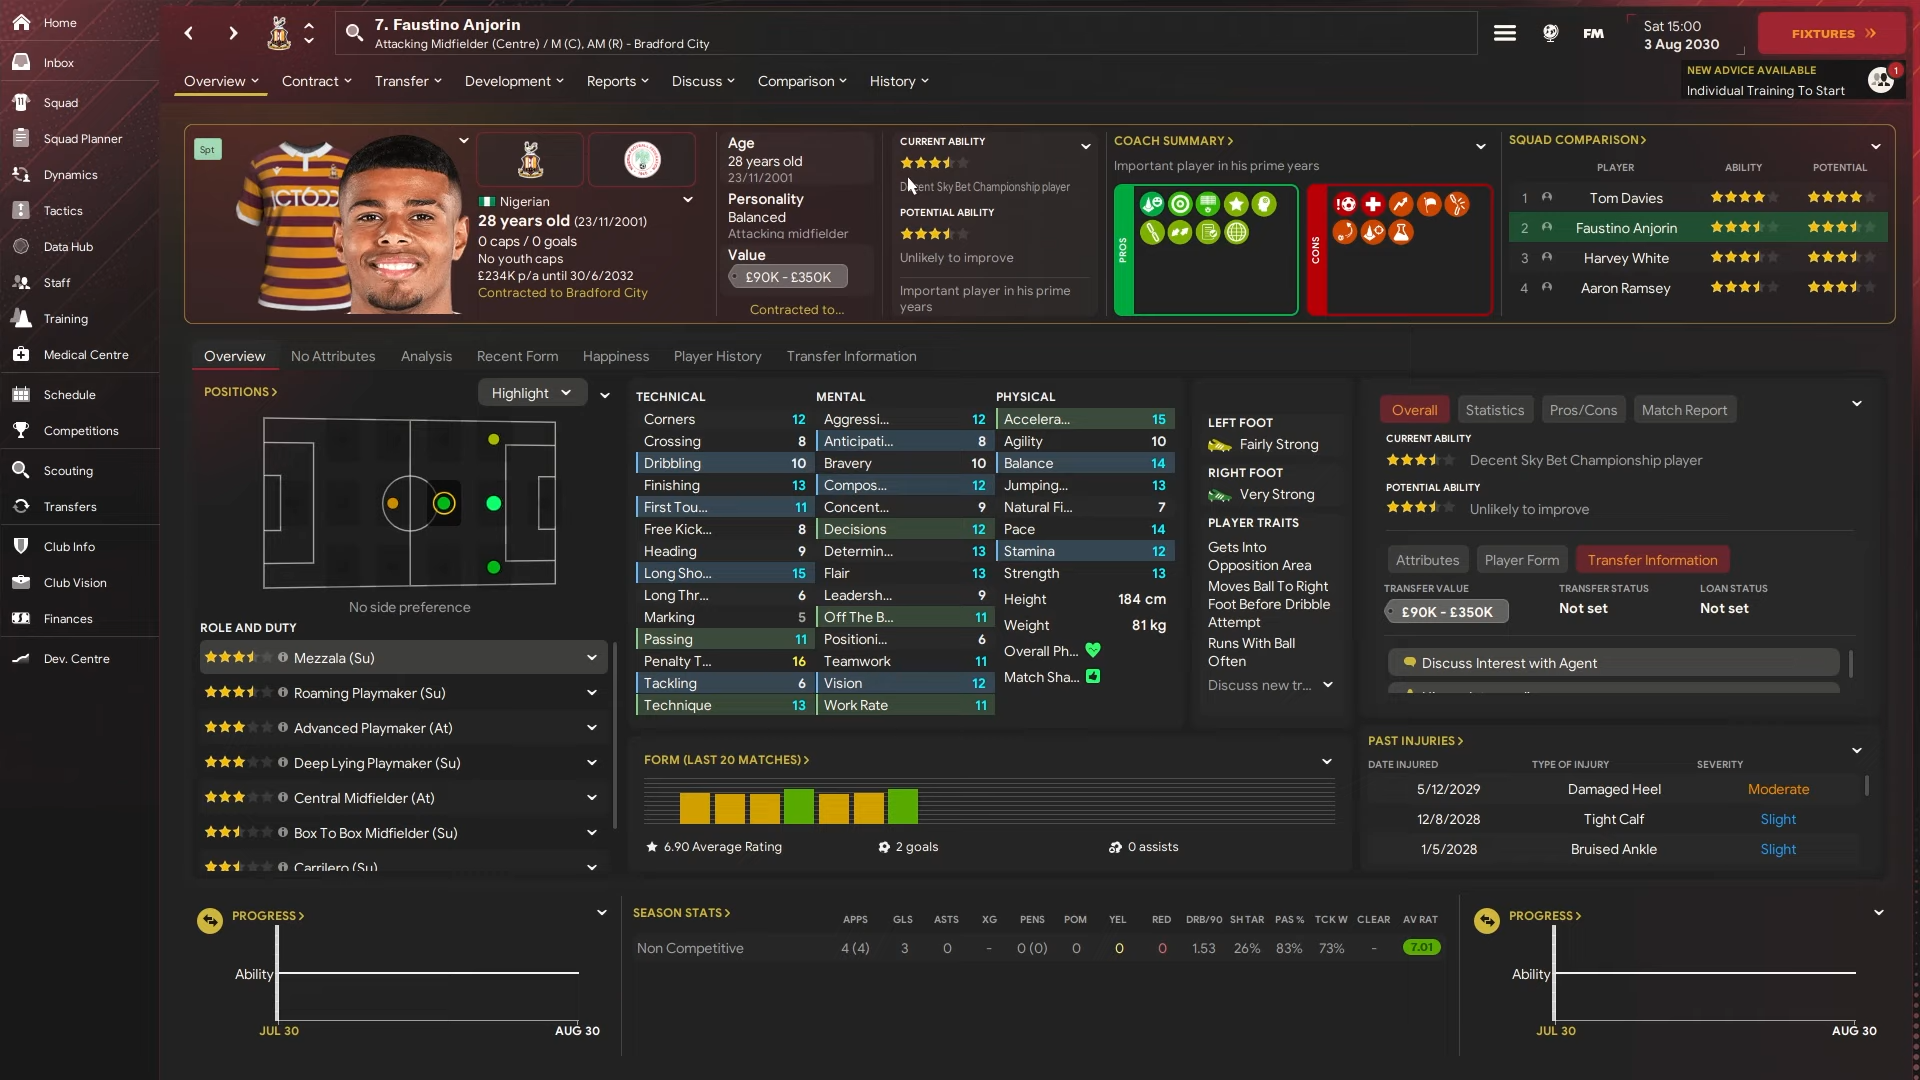 Home
Inbox
Squad
Squad Planner
Dynamics
Tactics
Data Hub
Staff
Training
Medical Centre
Schedule
Competitions
Scouting
Transfers
Club Info
Club Vision
Finances
Dev. Centre
7. Faustino Anjorin
Attacking Midfielder (Centre) / M (C), AM (R) - Bradford City
FM
Sat 15:00
3 Aug 2030
FIXTURES
Overview
Contract
Transfer
Development
Reports
Discuss
Comparison
History
NEW ADVICE AVAILABLE
Individual Training To Start
1
Spt
Nigerian
28 years old (23/11/2001)
0 caps / 0 goals
No youth caps
£234K p/a until 30/6/2032
Contracted to Bradford City
Age
28 years old
23/11/2001
Personality
Balanced
Attacking midfielder
Value
£90K - £350K
Contracted to...
CURRENT ABILITY
Decent Sky Bet Championship player
POTENTIAL ABILITY
Unlikely to improve
Important player in his prime
years
COACH SUMMARY
Important player in his prime years
PROS
CONS
SQUAD COMPARISON
PLAYER ABILITY POTENTIAL
1 Tom Davies
2 Faustino Anjorin
3 Harvey White
4 Aaron Ramsey
Overview
No Attributes
Analysis
Recent Form
Happiness
Player History
Transfer Information
POSITIONS
Highlight
No side preference
ROLE AND DUTY
Mezzala (Su)
Roaming Playmaker (Su)
Advanced Playmaker (At)
Deep Lying Playmaker (Su)
Central Midfielder (At)
Box To Box Midfielder (Su)
Carrilero (Su)
TECHNICAL
Corners 12
Crossing 8
Dribbling 10
Finishing 13
First Tou... 11
Free Kick... 8
Heading 9
Long Sho... 15
Long Thr... 6
Marking 5
Passing 11
Penalty T... 16
Tackling 6
Technique 13
MENTAL
Aggressi... 12
Anticipati... 8
Bravery 10
Compos... 12
Concent... 9
Decisions 12
Determin... 13
Flair 13
Leadersh... 9
Off The B... 11
Positioni... 6
Teamwork 11
Vision 12
Work Rate 11
PHYSICAL
Accelera... 15
Agility 10
Balance 14
Jumping... 13
Natural Fi... 7
Pace 14
Stamina 12
Strength 13
Height 184 cm
Weight 81 kg
Overall Ph...
Match Sha...
LEFT FOOT
Fairly Strong
RIGHT FOOT
Very Strong
PLAYER TRAITS
Gets Into
Opposition Area
Moves Ball To Right
Foot Before Dribble
Attempt
Runs With Ball
Often
Discuss new tr...
Overall
Statistics
Pros/Cons
Match Report
CURRENT ABILITY
Decent Sky Bet Championship player
POTENTIAL ABILITY
Unlikely to improve
Attributes
Player Form
Transfer Information
TRANSFER VALUE TRANSFER STATUS LOAN STATUS
£90K - £350K Not set Not set
Discuss Interest with Agent
FORM (LAST 20 MATCHES)
6.90 Average Rating
2 goals
0 assists
PAST INJURIES
DATE INJURED TYPE OF INJURY SEVERITY
5/12/2029 Damaged Heel Moderate
12/8/2028 Tight Calf Slight
1/5/2028 Bruised Ankle Slight
PROGRESS
Ability
JUL 30 AUG 30
SEASON STATS
APPS GLS ASTS XG PENS POM YEL RED DRB/90 SH TAR PAS % TCK W CLEAR AV RAT
Non Competitive 4 (4) 3 0 - 0 (0) 0 0 0 1.53 26% 83% 73% - 7.01
PROGRESS
Ability
JUL 30 AUG 30